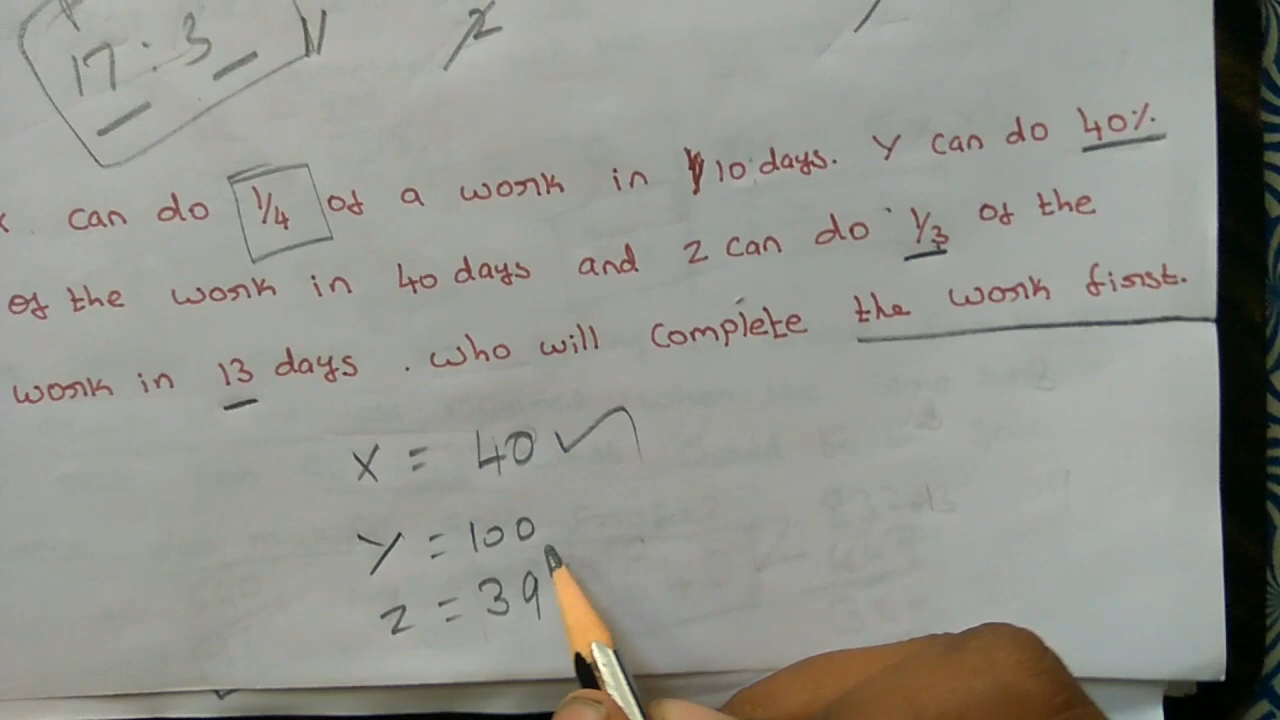 17 : 3
2
x can do 1/4 of a work in 10 days. Y can do 40%
of the work in 40 days and z can do 1/3 of the
work in 13 days. who will complete the work first.
X = 40
Y = 100
z = 39